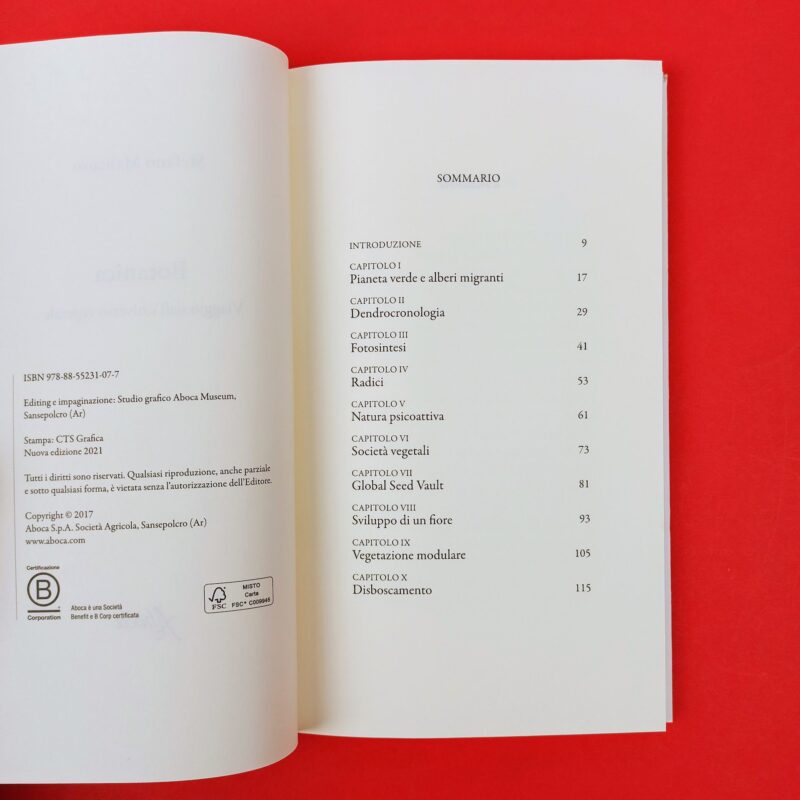 ISBN 978-88-55231-07-7
Editing e impaginazione: Studio grafico Aboca Museum,
Sansepolcro (Ar)
Stampa: CTS Grafica
Nuova edizione 2021
Tutti i diritti sono riservati. Qualsiasi riproduzione, anche parziale
e sotto qualsiasi forma, è vietata senza l'autorizzazione dell'Editore.
Copyright © 2017
Aboca S.p.A. Società Agricola, Sansepolcro (Ar)
www.aboca.com
Certificazione
B
Corporation
Aboca è una Società
Benefit e B Corp certificata
FSC
MISTO
Carta
FSC® C009945
SOMMARIO
INTRODUZIONE 9
CAPITOLO I
Pianeta verde e alberi migranti 17
CAPITOLO II
Dendrocronologia 29
CAPITOLO III
Fotosintesi 41
CAPITOLO IV
Radici 53
CAPITOLO V
Natura psicoattiva 61
CAPITOLO VI
Società vegetali 73
CAPITOLO VII
Global Seed Vault 81
CAPITOLO VIII
Sviluppo di un fiore 93
CAPITOLO IX
Vegetazione modulare 105
CAPITOLO X
Disboscamento 115